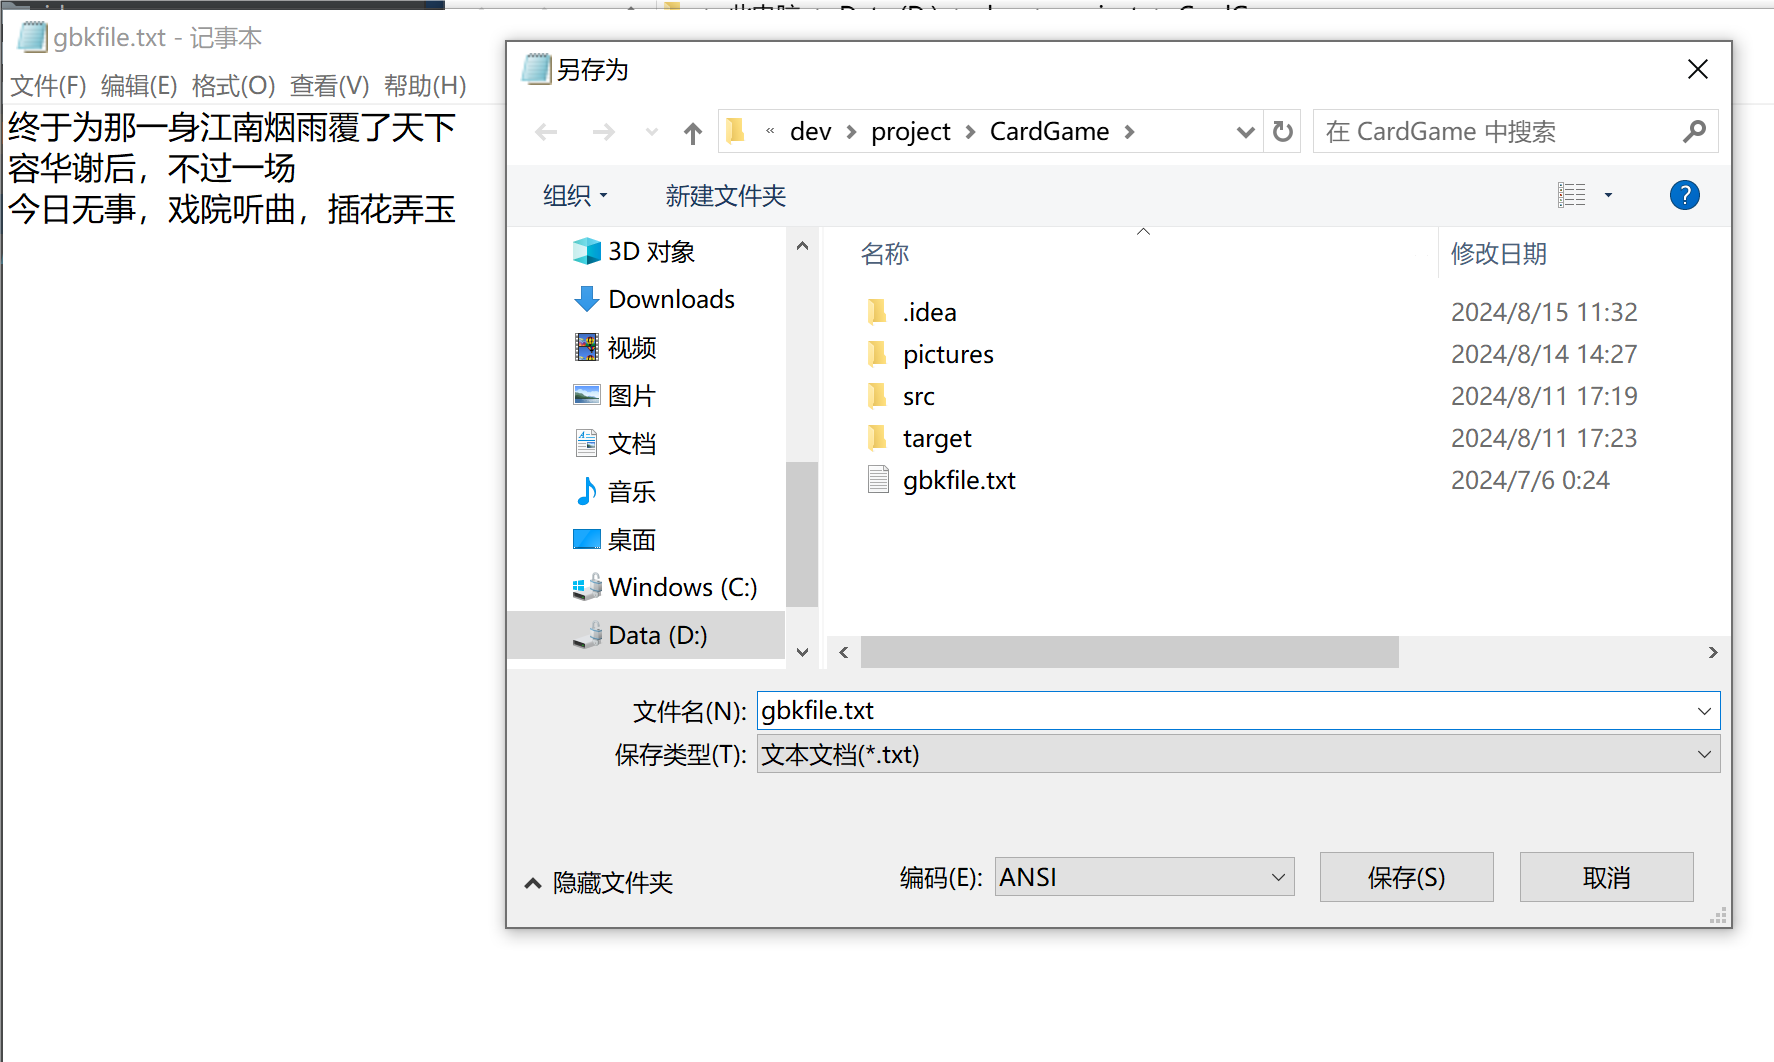 gbkfile.txt - 记事本
文件(F) 编辑(E) 格式(O) 查看(V) 帮助(H)
终于为那一身江南烟雨覆了天下
容华谢后，不过一场
今日无事，戏院听曲，插花弄玉
另存为
« dev › project › CardGame ›
在 CardGame 中搜索
组织 新建文件夹
?
3D 对象
Downloads
视频
图片
文档
音乐
桌面
Windows (C:)
Data (D:)
名称 修改日期
.idea 2024/8/15 11:32
pictures 2024/8/14 14:27
src 2024/8/11 17:19
target 2024/8/11 17:23
gbkfile.txt 2024/7/6 0:24
文件名(N): gbkfile.txt
保存类型(T): 文本文档(*.txt)
隐藏文件夹
编码(E): ANSI
保存(S)
取消